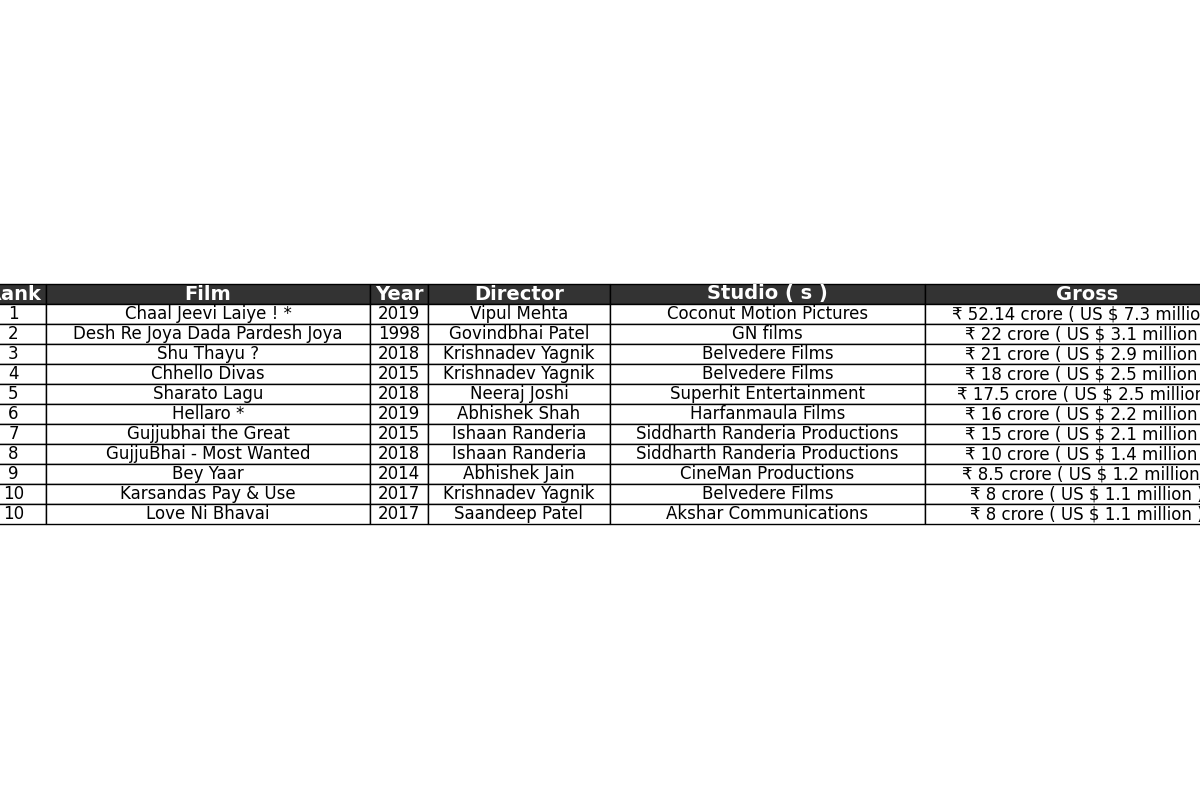 Film Year Director Studio ( s ) Gross
1 Chaal Jeevi Laiye ! * 2019 Vipul Mehta Coconut Motion Pictures ₹ 52.14 crore ( US $ 7.3
2 Desh Re Joya Dada Pardesh Joya 1998 Govindbhai Patel GN films ₹ 22 crore ( US $ 3.1 million
3 Shu Thayu ? 2018 Krishnadev Yagnik Belvedere Films ₹ 21 crore ( US $ 2.9 million
4 Chhello Divas 2015 Krishnadev Yagnik Belvedere Films ₹ 18 crore ( US $ 2.5 million
5 Sharato Lagu 2018 Neeraj Joshi Superhit Entertainment ₹ 17.5 crore ( US $ 2.5 million
6 Hellaro * 2019 Abhishek Shah Harfanmaula Films ₹ 16 crore ( US $ 2.2 million
7 Gujjubhai the Great 2015 Ishaan Randeria Siddharth Randeria Productions ₹ 15 crore ( US $ 2.1 million
8 GujjuBhai - Most Wanted 2018 Ishaan Randeria Siddharth Randeria Productions ₹ 10 crore ( US $ 1.4 million
9 Bey Yaar 2014 Abhishek Jain CineMan Productions ₹ 8.5 crore ( US $ 1.2 million
10 Karsandas Pay & Use 2017 Krishnadev Yagnik Belvedere Films ₹ 8 crore ( US $ 1.1 million )
10 Love Ni Bhavai 2017 Saandeep Patel Akshar Communications ₹ 8 crore ( US $ 1.1 million )